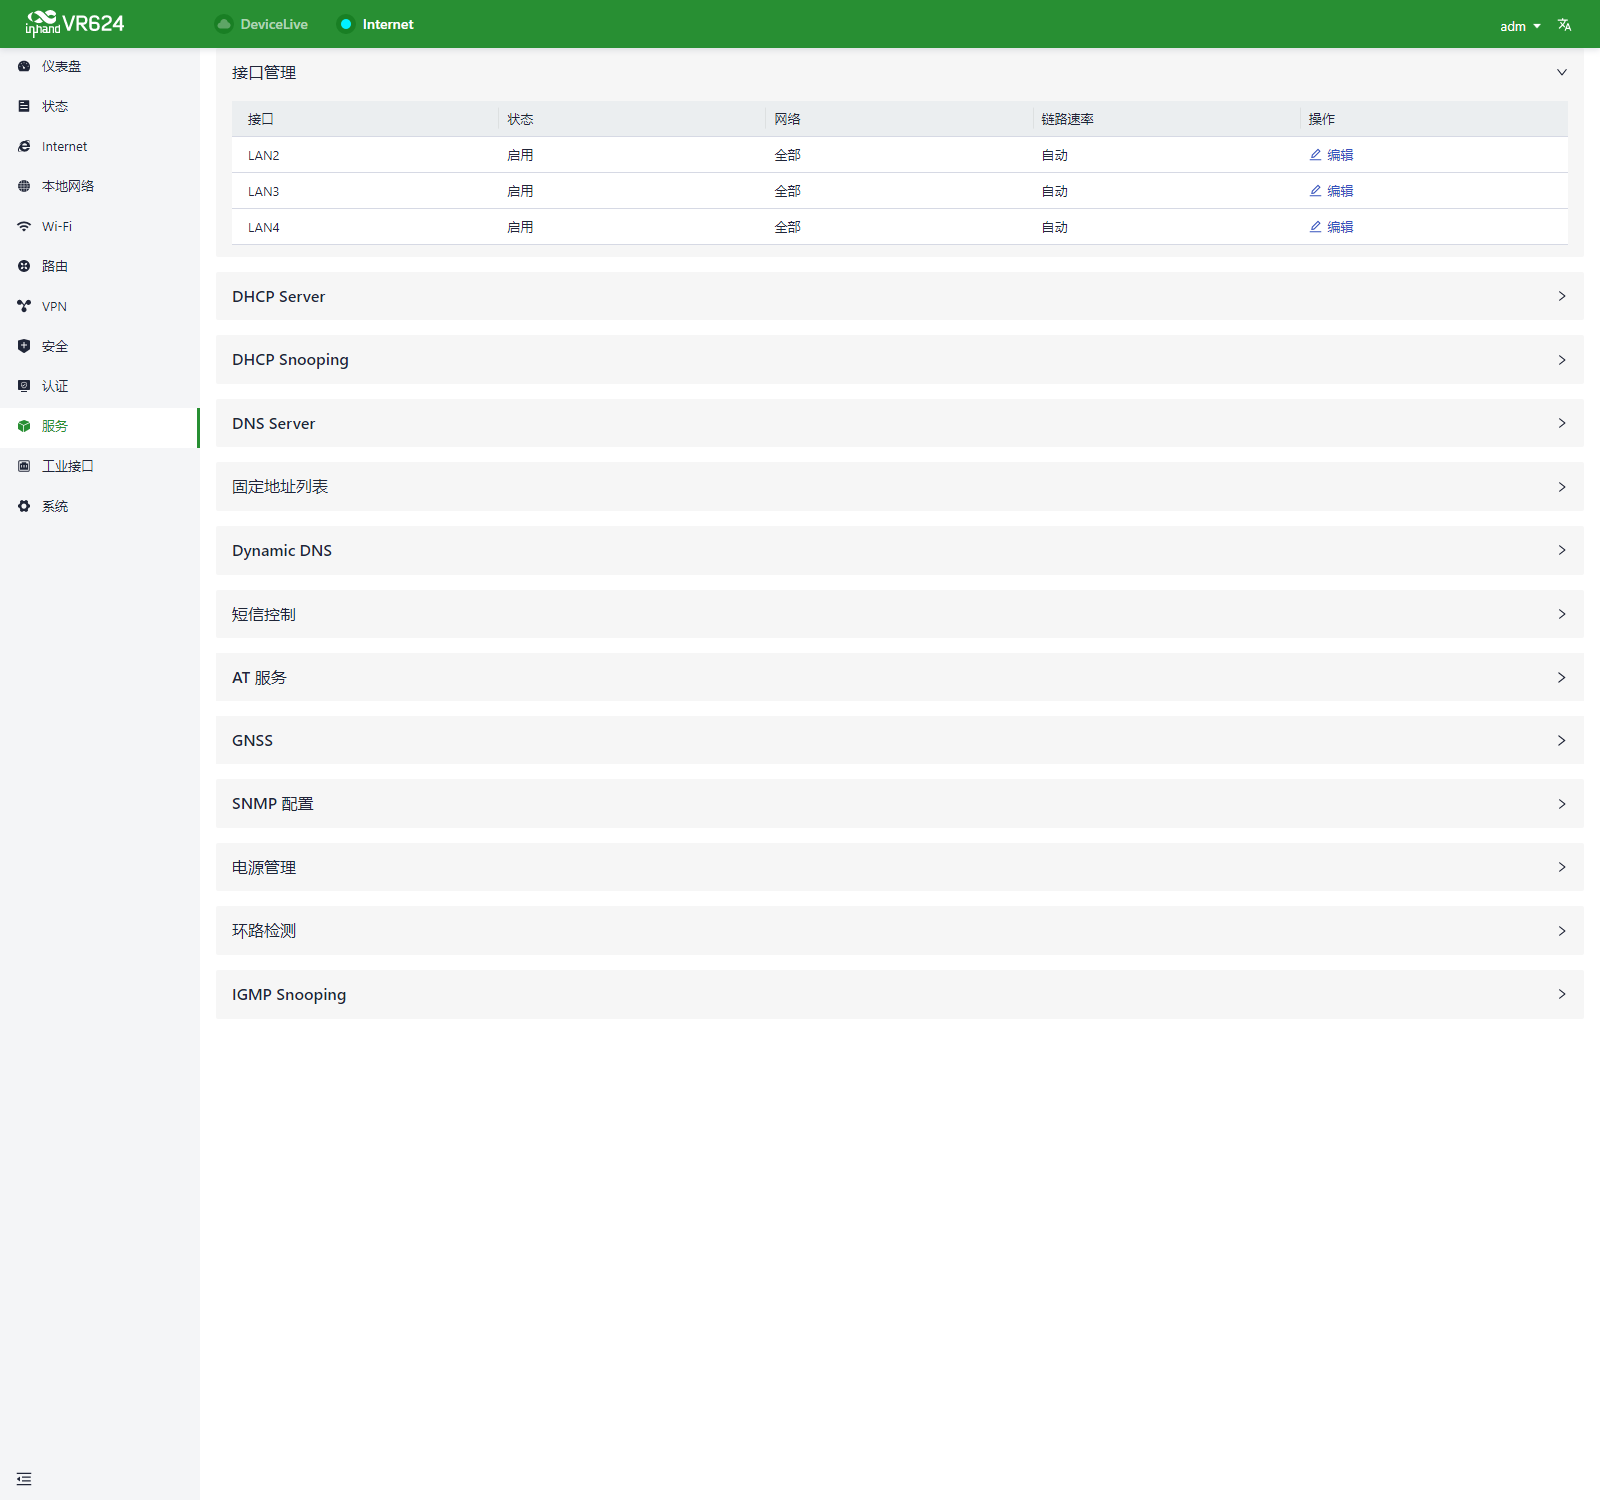 inhand VR624 DeviceLive Internet adm
仪表盘
状态
Internet
本地网络
Wi-Fi
路由
VPN
安全
认证
服务
工业接口
系统
接口管理
接口 状态 网络 链路速率 操作
LAN2 启用 全部 自动 编辑
LAN3 启用 全部 自动 编辑
LAN4 启用 全部 自动 编辑
DHCP Server
DHCP Snooping
DNS Server
固定地址列表
Dynamic DNS
短信控制
AT 服务
GNSS
SNMP 配置
电源管理
环路检测
IGMP Snooping